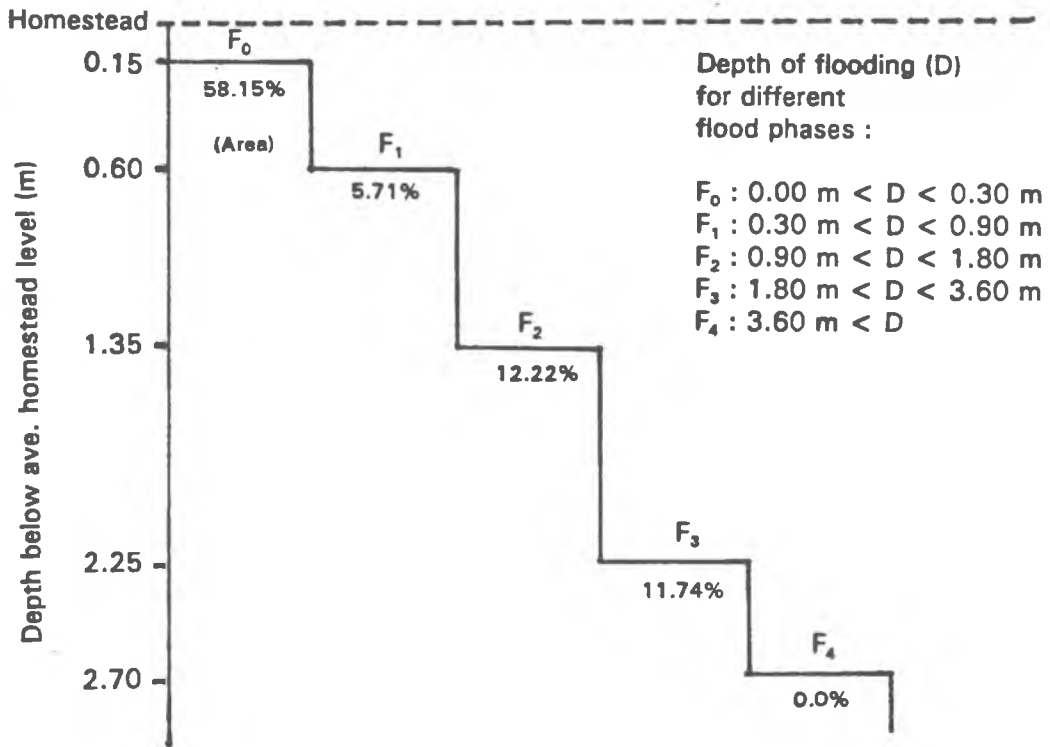 Homestead
F₀
0.15
58.15%
(Area)
F₁
0.60
5.71%
F₂
1.35
12.22%
F₃
2.25
11.74%
F₄
2.70
0.0%
Depth below ave. homestead level (m)
Depth of flooding (D)
for different
flood phases :
F₀ : 0.00 m < D < 0.30 m
F₁ : 0.30 m < D < 0.90 m
F₂ : 0.90 m < D < 1.80 m
F₃ : 1.80 m < D < 3.60 m
F₄ : 3.60 m < D